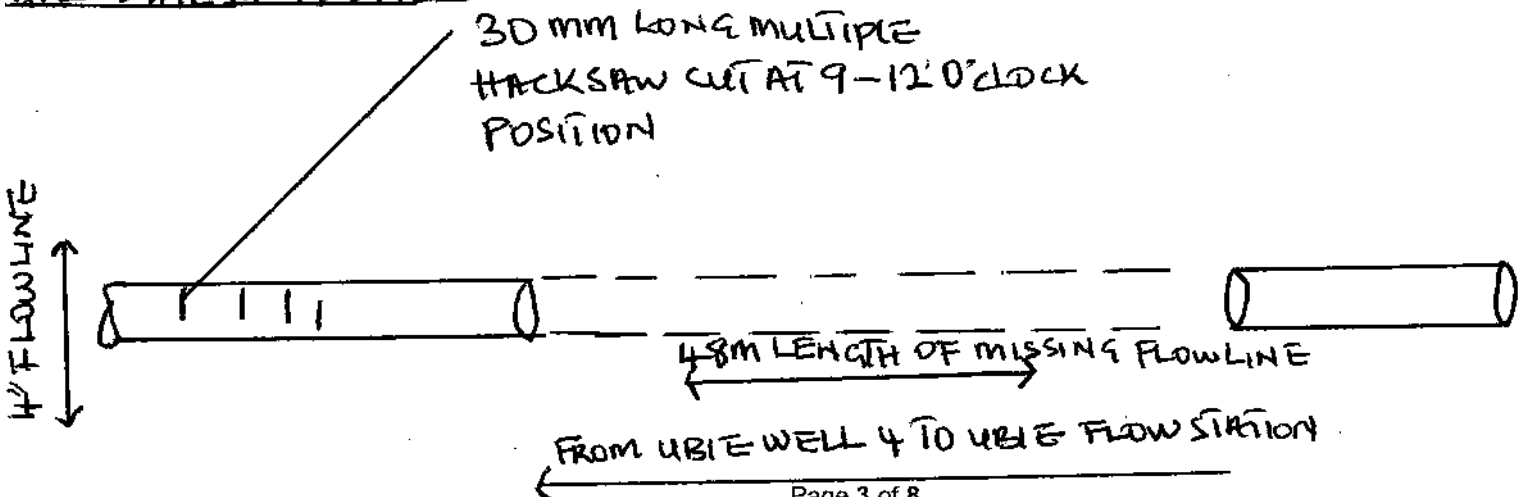 30 mm LONG MULTIPLE
HACKSAW CUT AT 9-12'O'CLOCK
POSITION
4" FLOWLINE
48M LENGTH OF MISSING FLOWLINE
FROM UBIE WELL 4 TO UBIE FLOW STATION
Page 3 of 8